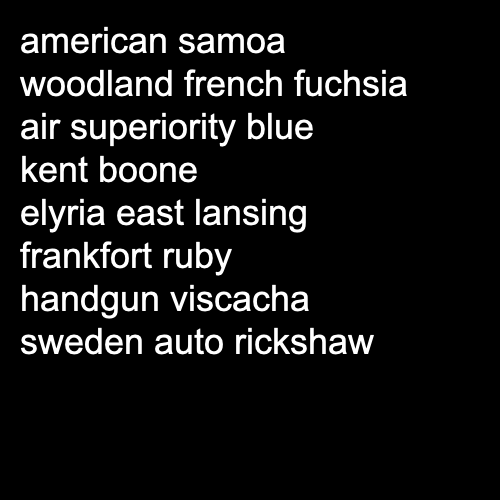 american samoa
woodland french fuchsia
air superiority blue
kent boone
elyria east lansing
frankfort ruby
handgun viscacha
sweden auto rickshaw